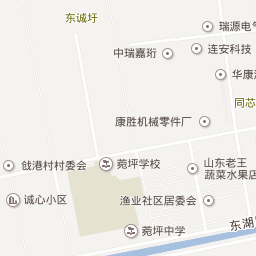 东诚圩
瑞源电气
中瑞嘉珩
连安科技
华康
同芯
康胜机械零件厂
戗港村村委会
菀坪学校
山东老王
蔬菜水果店
诚心小区
渔业社区居委会
菀坪中学
东湖